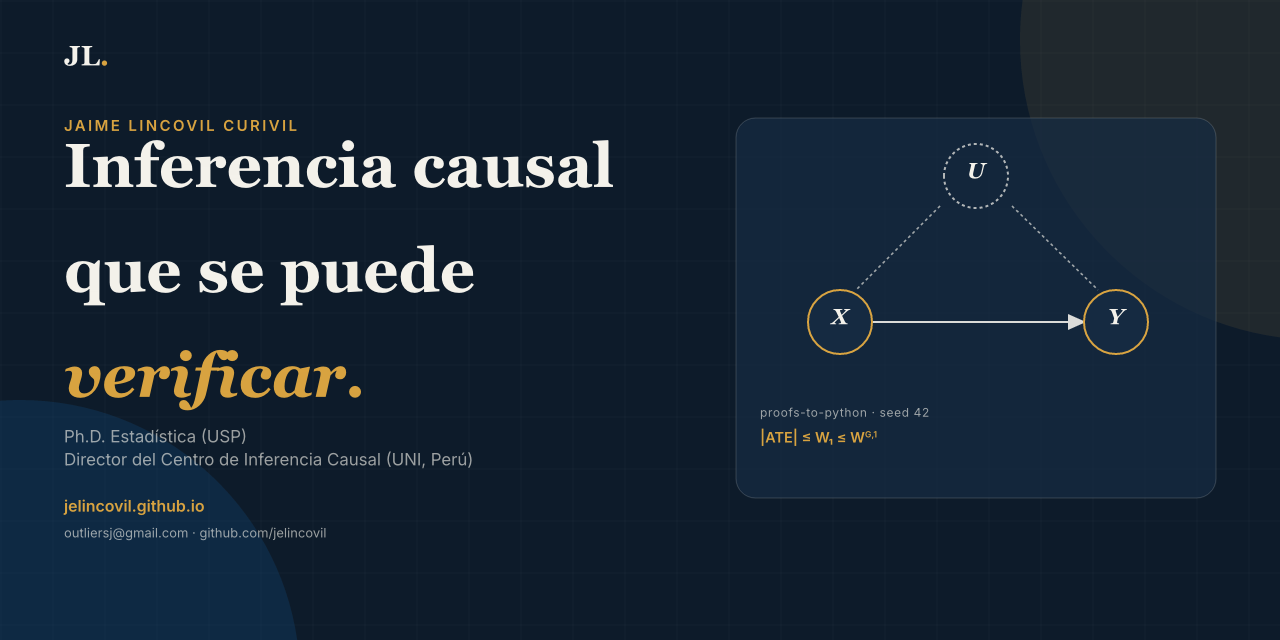 JL.
JAIME LINCOVIL CURIVIL
Inferencia causal
que se puede
verificar.
Ph.D. Estadística (USP)
Director del Centro de Inferencia Causal (UNI, Perú)
jelincovil.github.io
outliersj@gmail.com · github.com/jelincovil
U
X
Y
proofs-to-python · seed 42
|ATE| ≤ W₁ ≤ Wᴳ,¹